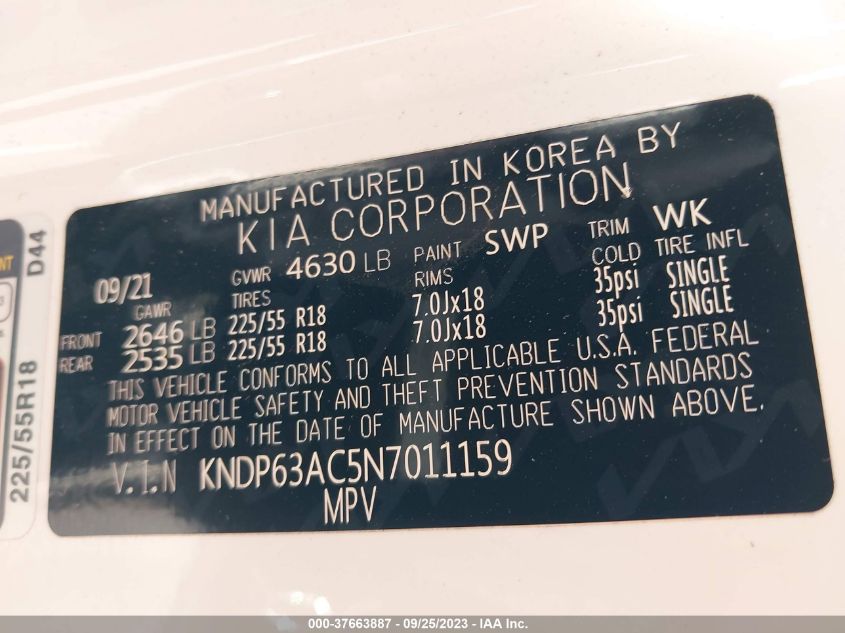 MANUFACTURED IN KOREA BY
KIA CORPORATION
09/21 GVWR 4630 LB PAINT SWP TRIM WK
GAWR TIRES RIMS COLD TIRE INFL
FRONT 2646 LB 225/55 R18 7.0Jx18 35psi SINGLE
REAR 2535 LB 225/55 R18 7.0Jx18 35psi SINGLE
THIS VEHICLE CONFORMS TO ALL APPLICABLE U.S.A. FEDERAL
MOTOR VEHICLE SAFETY AND THEFT PREVENTION STANDARDS
IN EFFECT ON THE DATE OF MANUFACTURE SHOWN ABOVE.
V.I.N KNDP63AC5N7011159
MPV
D44
225/55R18
000-37663887 - 09/25/2023 - IAA Inc.